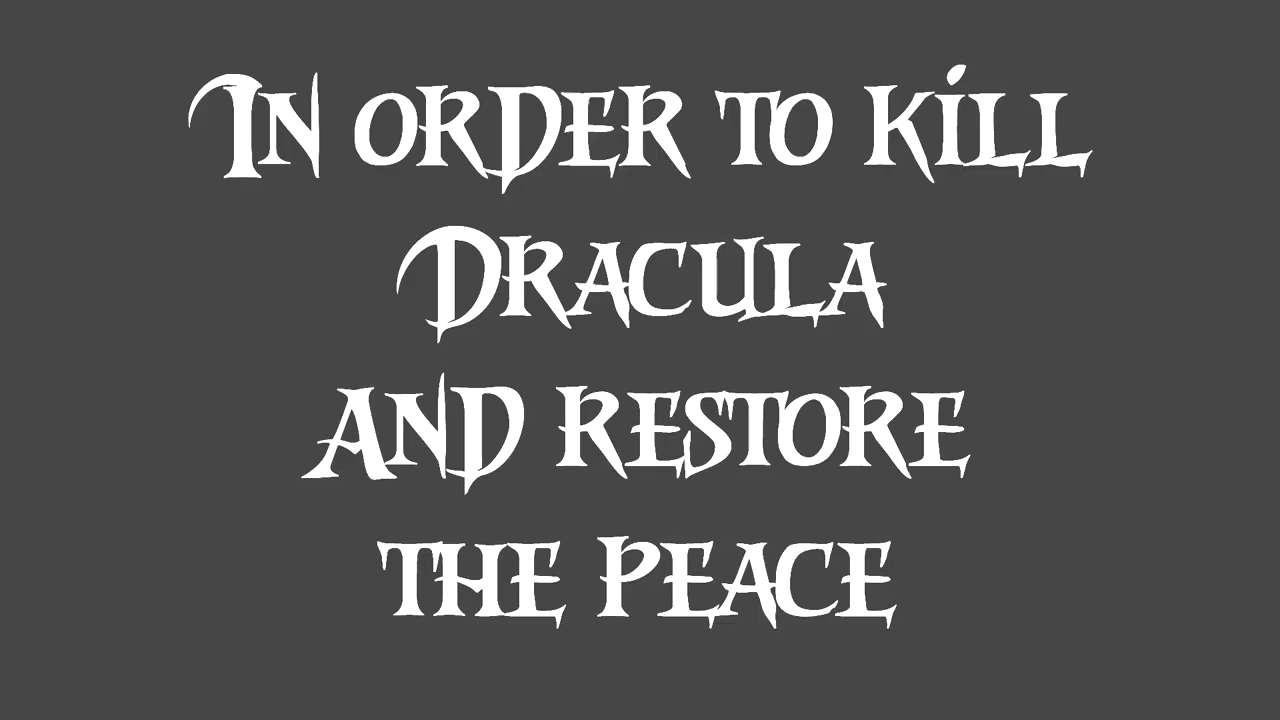 In order to kill
Dracula
And restore
the peace